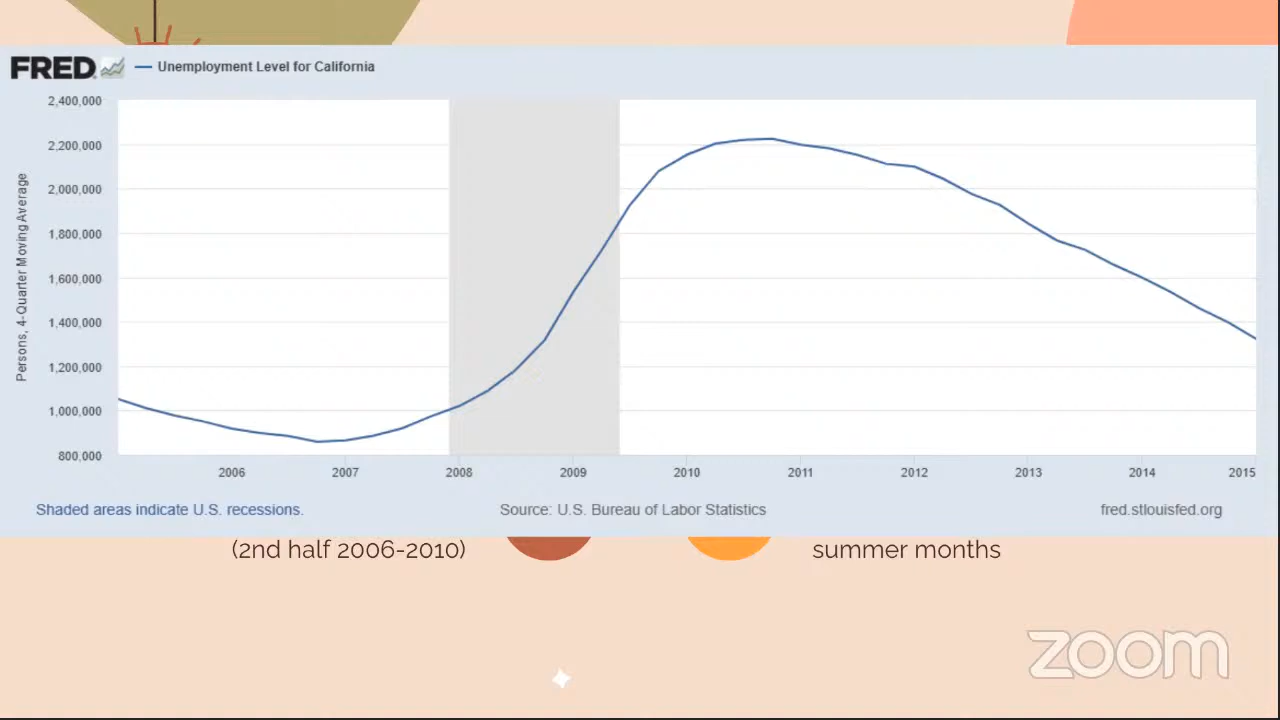 FRED
Unemployment Level for California
Persons, 4-Quarter Moving Average
2,400,000
2,200,000
2,000,000
1,800,000
1,600,000
1,400,000
1,200,000
1,000,000
800,000
2006 2007 2008 2009 2010 2011 2012 2013 2014 2015
Shaded areas indicate U.S. recessions. Source: U.S. Bureau of Labor Statistics fred.stlouisfed.org
(2nd half 2006-2010) summer months
zoom